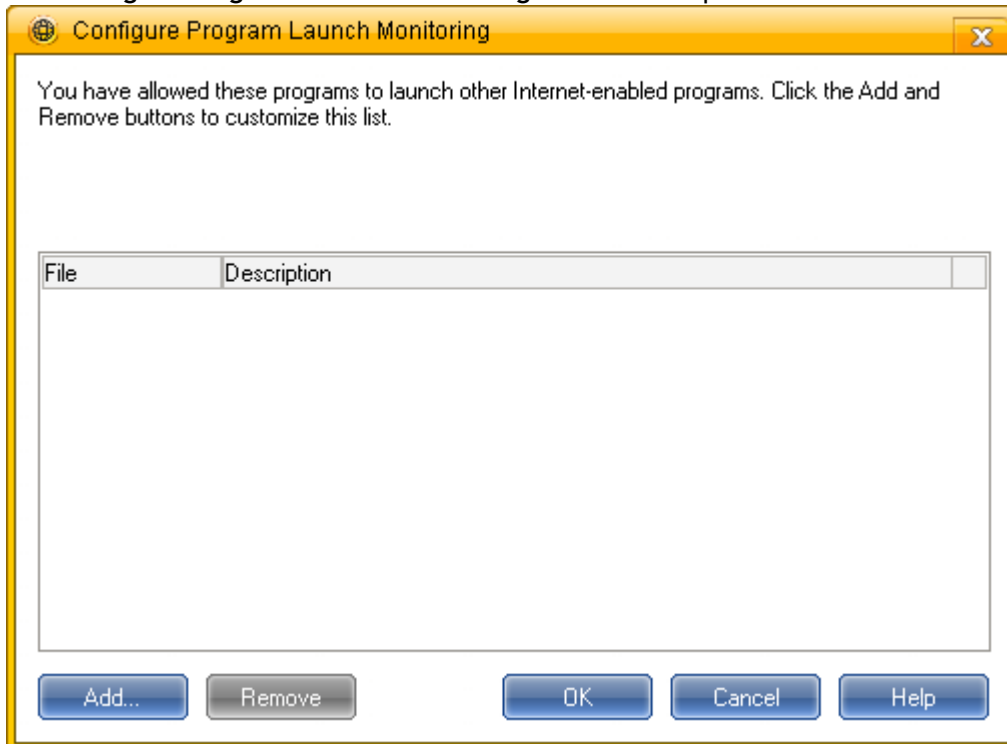 Configure Program Launch Monitoring
You have allowed these programs to launch other Internet-enabled programs. Click the Add and
Remove buttons to customize this list.
File Description
Add... Remove OK Cancel Help